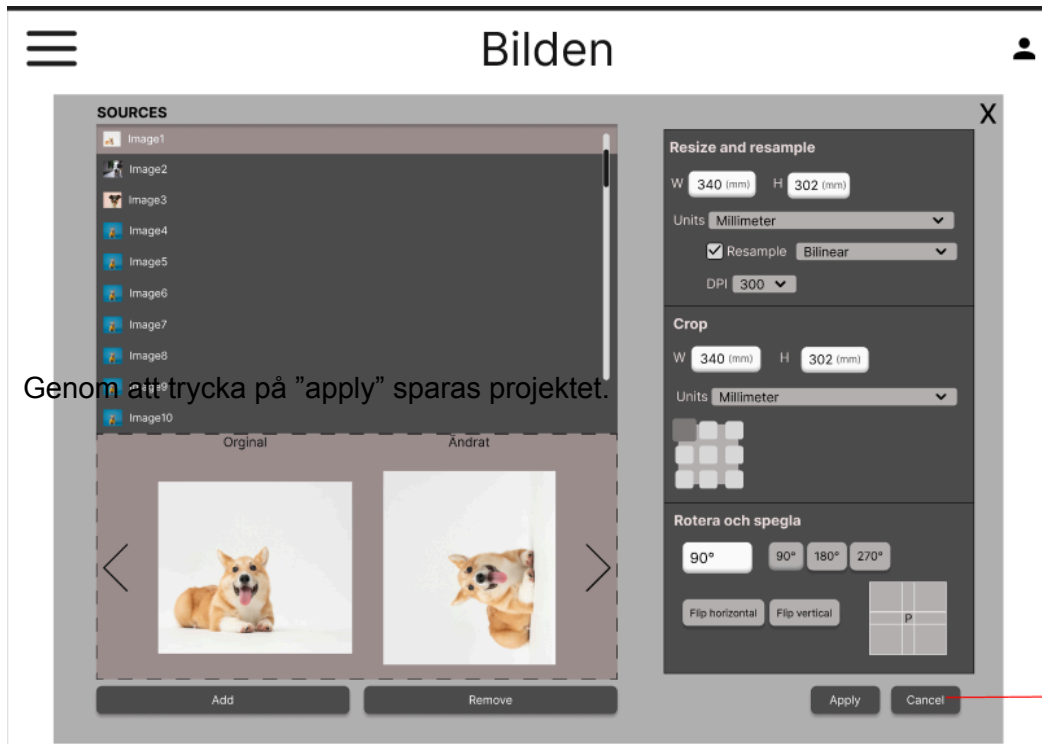 Bilden
SOURCES
X
Image1
Image2
Image3
Image4
Image5
Image6
Image7
Image8
Image9
Genom att trycka på ”apply” sparas projektet.
Image10
Orginal
Ändrat
Add
Remove
Resize and resample
W 340 (mm) H 302 (mm)
Units Millimeter
Resample Bilinear
DPI 300
Crop
W 340 (mm) H 302 (mm)
Units Millimeter
Rotera och spegla
90° 90° 180° 270°
Flip horizontal Flip vertical P
Apply Cancel